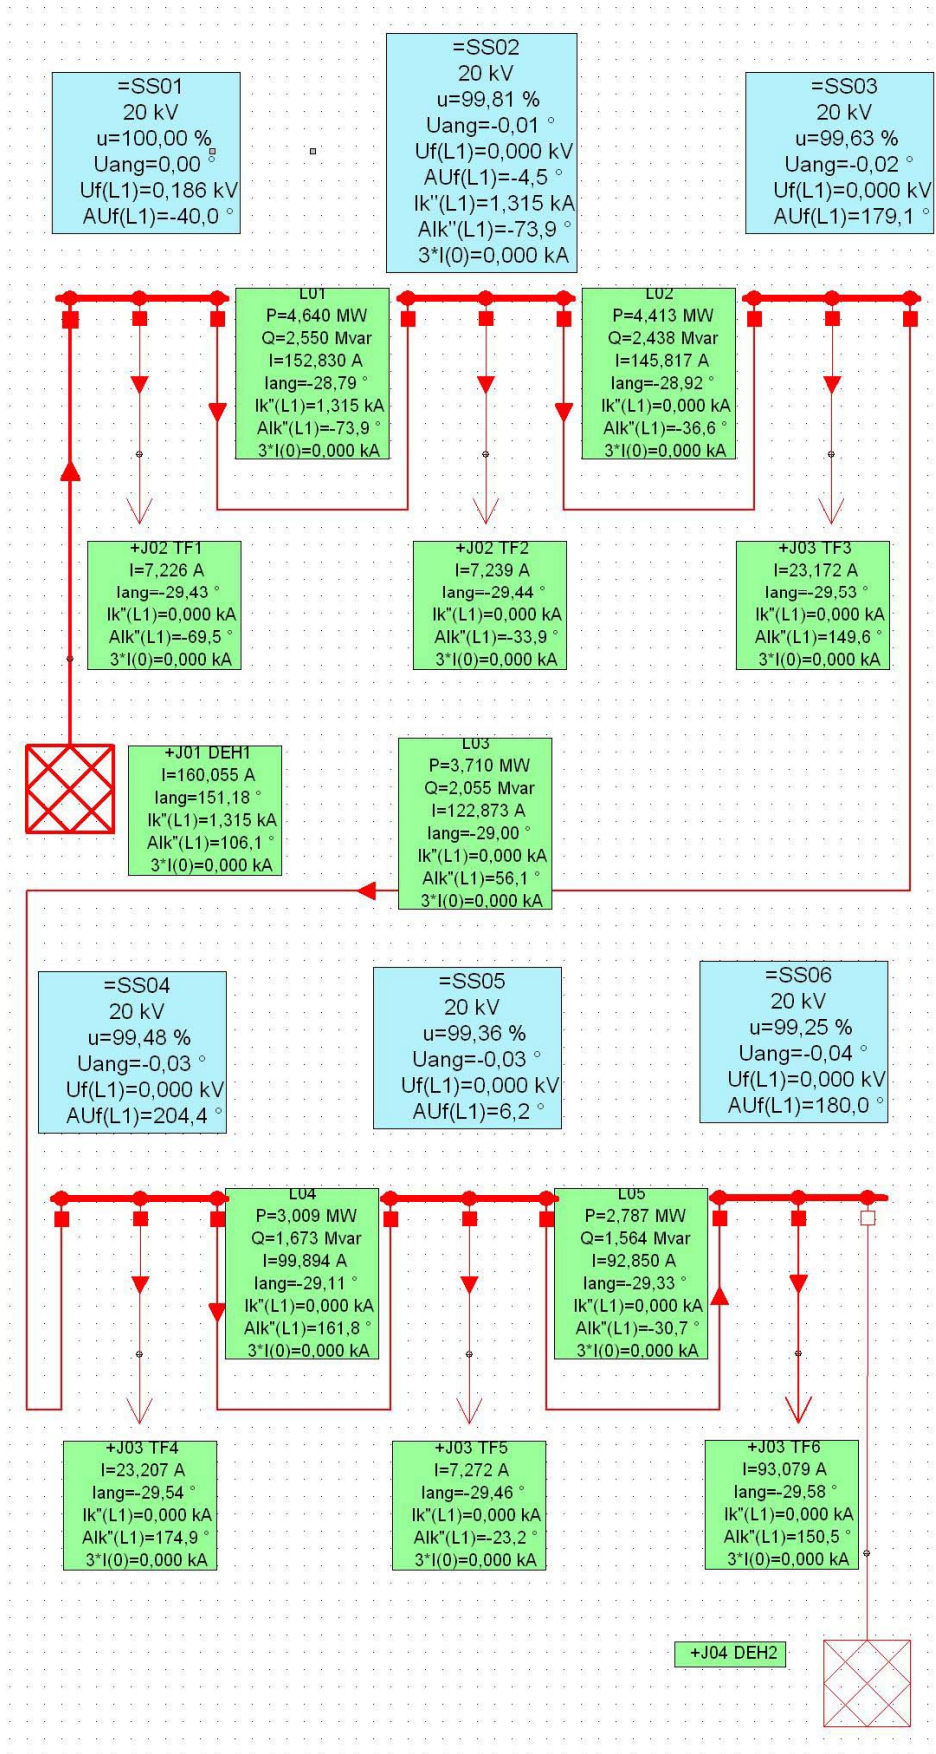 =SS01
20 kV
u=100,00 %
Uang=0,00 °
Uf(L1)=0,186 kV
AUf(L1)=-40,0 °
=SS02
20 kV
u=99,81 %
Uang=-0,01 °
Uf(L1)=0,000 kV
AUf(L1)=-4,5 °
Ik"(L1)=1,315 kA
AIk"(L1)=-73,9 °
3*I(0)=0,000 kA
=SS03
20 kV
u=99,63 %
Uang=-0,02 °
Uf(L1)=0,000 kV
AUf(L1)=179,1 °
L01
P=4,640 MW
Q=2,550 Mvar
I=152,830 A
Iang=-28,79 °
Ik"(L1)=1,315 kA
AIk"(L1)=-73,9 °
3*I(0)=0,000 kA
L02
P=4,413 MW
Q=2,438 Mvar
I=145,817 A
Iang=-28,92 °
Ik"(L1)=0,000 kA
AIk"(L1)=-36,6 °
3*I(0)=0,000 kA
+J02 TF1
I=7,226 A
Iang=-29,43 °
Ik"(L1)=0,000 kA
AIk"(L1)=-69,5 °
3*I(0)=0,000 kA
+J02 TF2
I=7,239 A
Iang=-29,44 °
Ik"(L1)=0,000 kA
AIk"(L1)=-33,9 °
3*I(0)=0,000 kA
+J03 TF3
I=23,172 A
Iang=-29,53 °
Ik"(L1)=0,000 kA
AIk"(L1)=149,6 °
3*I(0)=0,000 kA
+J01 DEH1
I=160,055 A
Iang=151,18 °
Ik"(L1)=1,315 kA
AIk"(L1)=106,1 °
3*I(0)=0,000 kA
L03
P=3,710 MW
Q=2,055 Mvar
I=122,873 A
Iang=-29,00 °
Ik"(L1)=0,000 kA
AIk"(L1)=56,1 °
3*I(0)=0,000 kA
=SS04
20 kV
u=99,48 %
Uang=-0,03 °
Uf(L1)=0,000 kV
AUf(L1)=204,4 °
=SS05
20 kV
u=99,36 %
Uang=-0,03 °
Uf(L1)=0,000 kV
AUf(L1)=6,2 °
=SS06
20 kV
u=99,25 %
Uang=-0,04 °
Uf(L1)=0,000 kV
AUf(L1)=180,0 °
L04
P=3,009 MW
Q=1,673 Mvar
I=99,894 A
Iang=-29,11 °
Ik"(L1)=0,000 kA
AIk"(L1)=161,8 °
3*I(0)=0,000 kA
L05
P=2,787 MW
Q=1,564 Mvar
I=92,850 A
Iang=-29,33 °
Ik"(L1)=0,000 kA
AIk"(L1)=-30,7 °
3*I(0)=0,000 kA
+J03 TF4
I=23,207 A
Iang=-29,54 °
Ik"(L1)=0,000 kA
AIk"(L1)=174,9 °
3*I(0)=0,000 kA
+J03 TF5
I=7,272 A
Iang=-29,46 °
Ik"(L1)=0,000 kA
AIk"(L1)=-23,2 °
3*I(0)=0,000 kA
+J03 TF6
I=93,079 A
Iang=-29,58 °
Ik"(L1)=0,000 kA
AIk"(L1)=150,5 °
3*I(0)=0,000 kA
+J04 DEH2